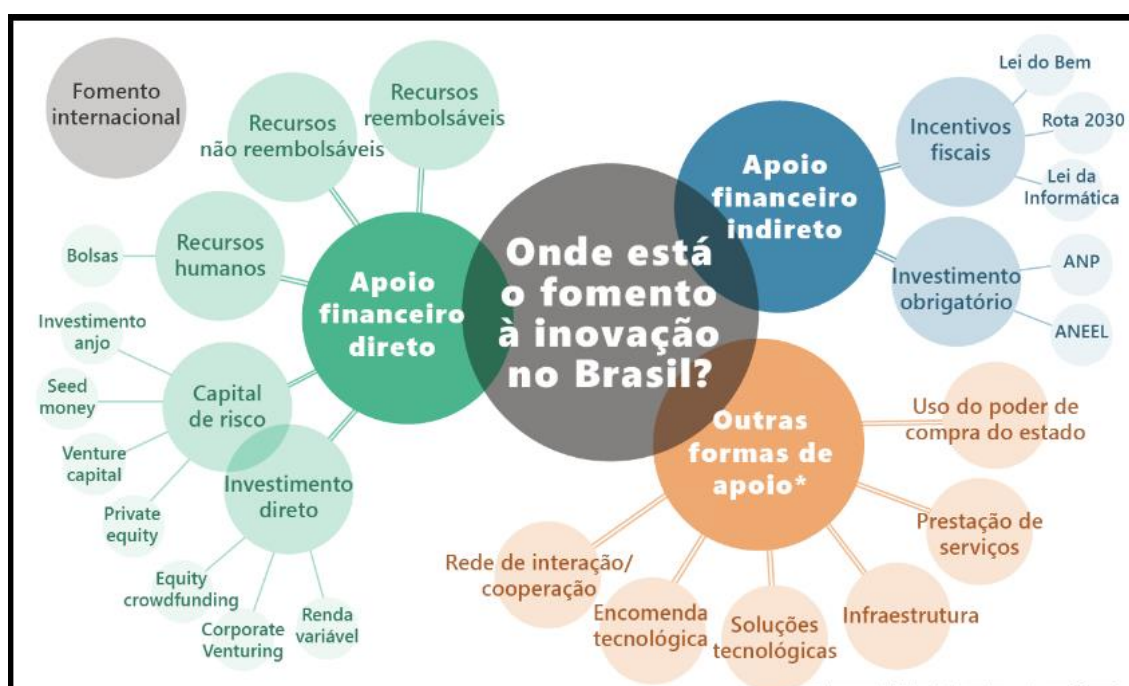 Fomento
internacional
Recursos
não reembolsáveis
Recursos
reembolsáveis
Recursos
humanos
Bolsas
Apoio
financeiro
direto
Investimento
anjo
Seed
money
Venture
capital
Private
equity
Capital
de risco
Investimento
direto
Equity
crowdfunding
Corporate
Venturing
Renda
variável
Onde está
o fomento
à inovação
no Brasil?
Apoio
financeiro
indireto
Incentivos
fiscais
Lei do Bem
Rota 2030
Lei da
Informática
Investimento
obrigatório
ANP
ANEEL
Outras
formas de
apoio*
Uso do poder de
compra do estado
Prestação de
serviços
Infraestrutura
Soluções
tecnológicas
Encomenda
tecnológica
Rede de interação/
cooperação